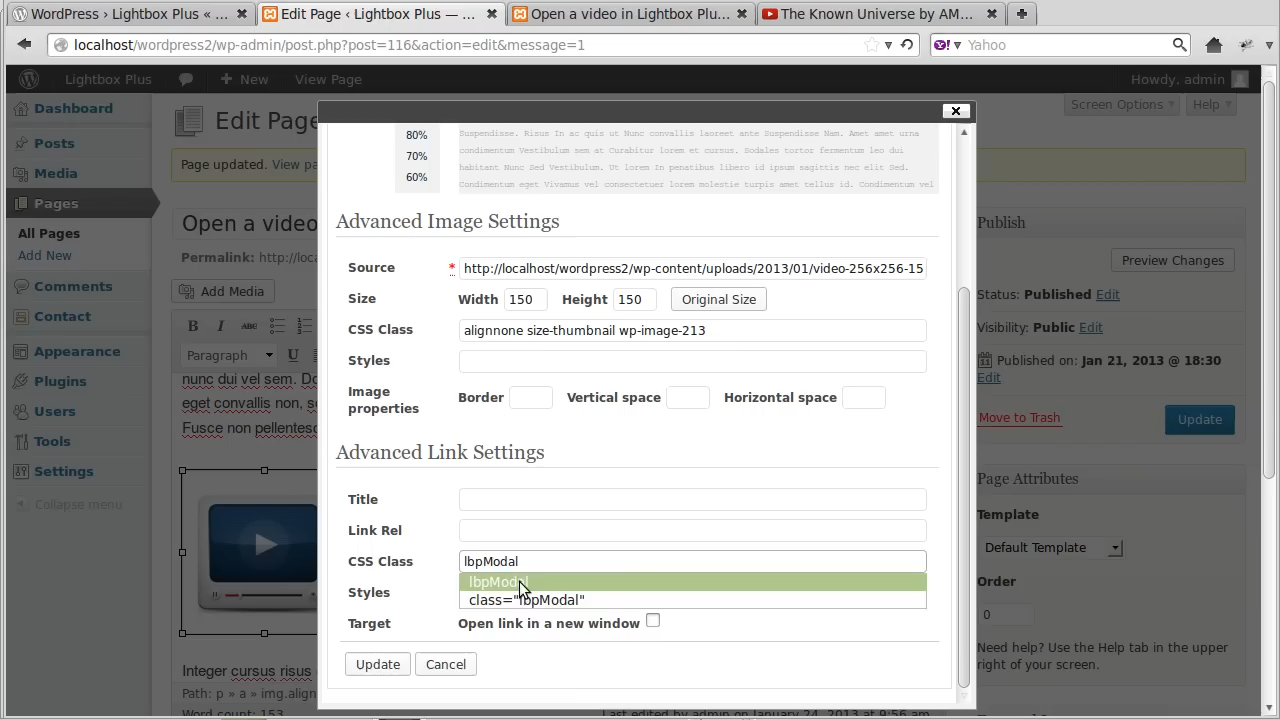 WordPress › Lightbox Plus « ...
Edit Page ‹ Lightbox Plus — ...
Open a video in Lightbox Plus...
The Known Universe by AM...
localhost/wordpress2/wp-admin/post.php?post=116&action=edit&message=1
Yahoo
Lightbox Plus
New
View Page
Howdy, admin
Dashboard
Posts
Media
Pages
All Pages
Add New
Comments
Contact
Appearance
Plugins
Users
Tools
Settings
Collapse menu
Edit Page
Screen Options
Help
Page updated. View pa
Open a video
Permalink: http://loca
Add Media
B I ABC
Paragraph U
nunc dui vel sem. Do
eget convallis non, so
Fusce non pellentesq
Integer cursus risus
Path: p » a » img.align
Word count: 153
Last edited by admin on January 24, 2013 at 9:56 am
80%
70%
60%
Suspendisse. Risus In ac quis ut Nunc convallis laoreet ante Suspendisse Nam. Amet amet urna
condimentum Vestibulum sem at Curabitur lorem et cursus. Sodales tortor fermentum leo dui
habitant Nunc Sed Vestibulum. Ut lorem In penatibus libero id ipsum sagittis nec elit Sed.
Condimentum eget Vivamus vel consectetuer lorem molestie turpis amet tellus id. Condimentum vel
Advanced Image Settings
Source * http://localhost/wordpress2/wp-content/uploads/2013/01/video-256x256-15
Size Width 150 Height 150 Original Size
CSS Class alignnone size-thumbnail wp-image-213
Styles
Image properties Border Vertical space Horizontal space
Advanced Link Settings
Title
Link Rel
CSS Class lbpModal
lbpModal
class="lbpModal"
Styles
Target Open link in a new window
Update Cancel
Publish
Preview Changes
Status: Published Edit
Visibility: Public Edit
Published on: Jan 21, 2013 @ 18:30
Edit
Move to Trash
Update
Page Attributes
Template
Default Template
Order
0
Need help? Use the Help tab in the upper
right of your screen.